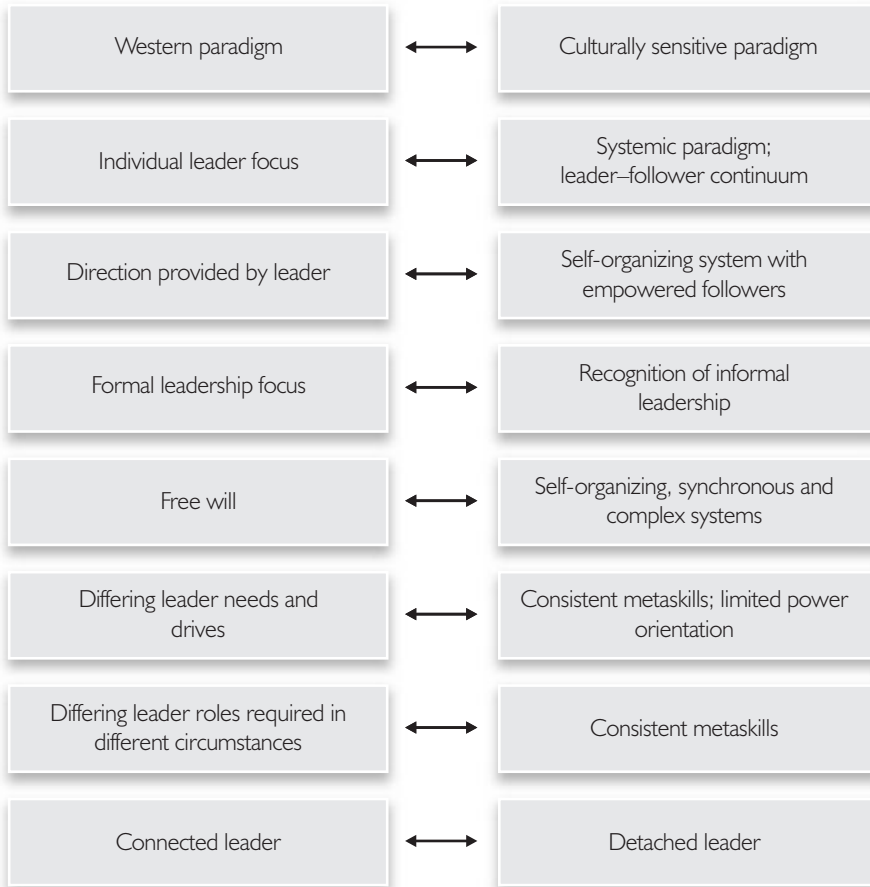 Western paradigm
Culturally sensitive paradigm
Individual leader focus
Systemic paradigm;
leader–follower continuum
Direction provided by leader
Self-organizing system with
empowered followers
Formal leadership focus
Recognition of informal
leadership
Free will
Self-organizing, synchronous and
complex systems
Differing leader needs and
drives
Consistent metaskills; limited power
orientation
Differing leader roles required in
different circumstances
Consistent metaskills
Connected leader
Detached leader